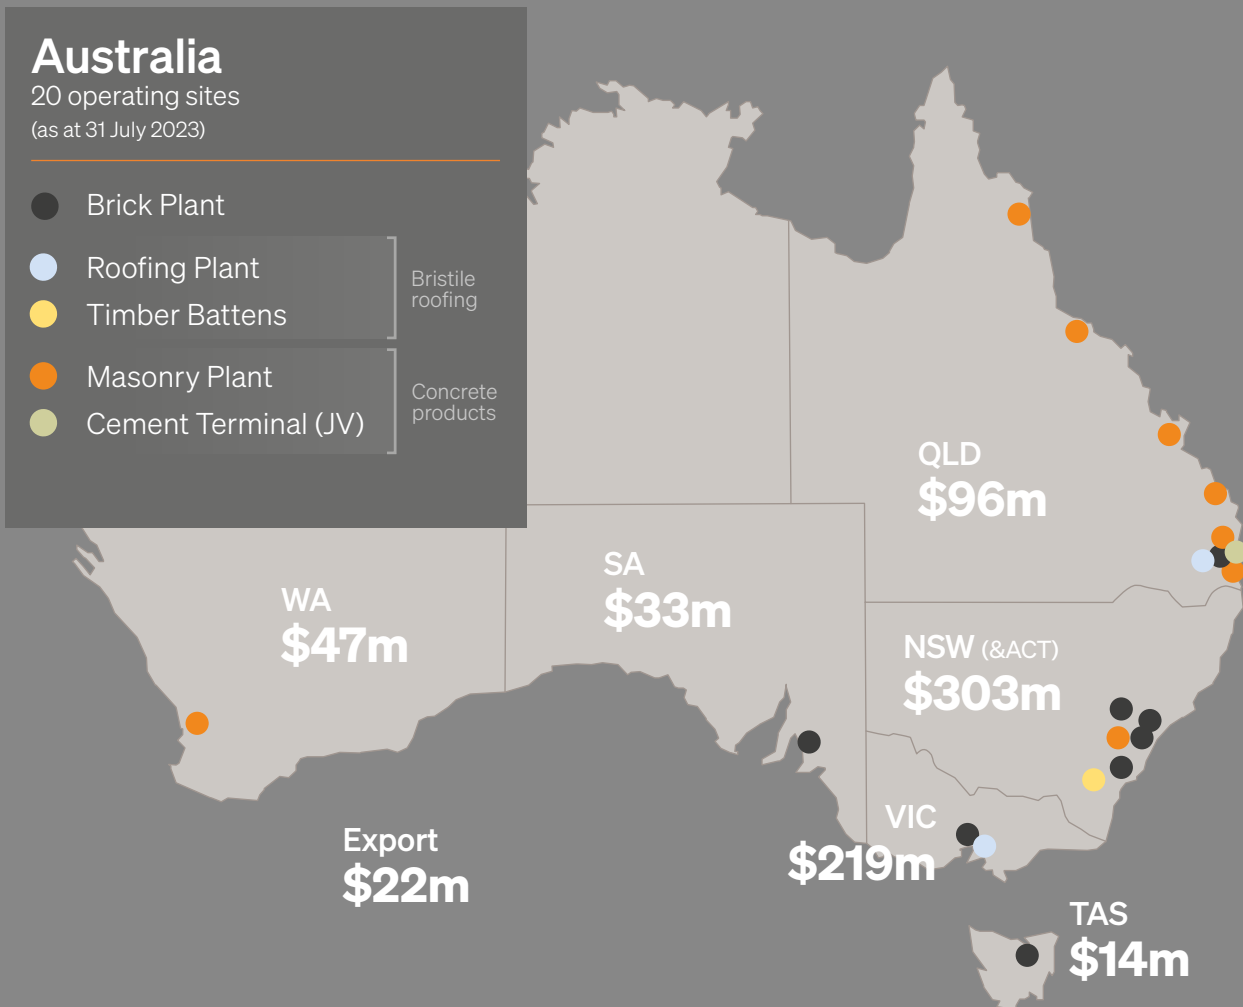 Australia
20 operating sites
(as at 31 July 2023)
Brick Plant
Roofing Plant
Timber Battens
Bristile
roofing
Masonry Plant
Cement Terminal (JV)
Concrete
products
QLD
$96m
SA
$33m
WA
$47m
NSW (&ACT)
$303m
VIC
$219m
Export
$22m
TAS
$14m